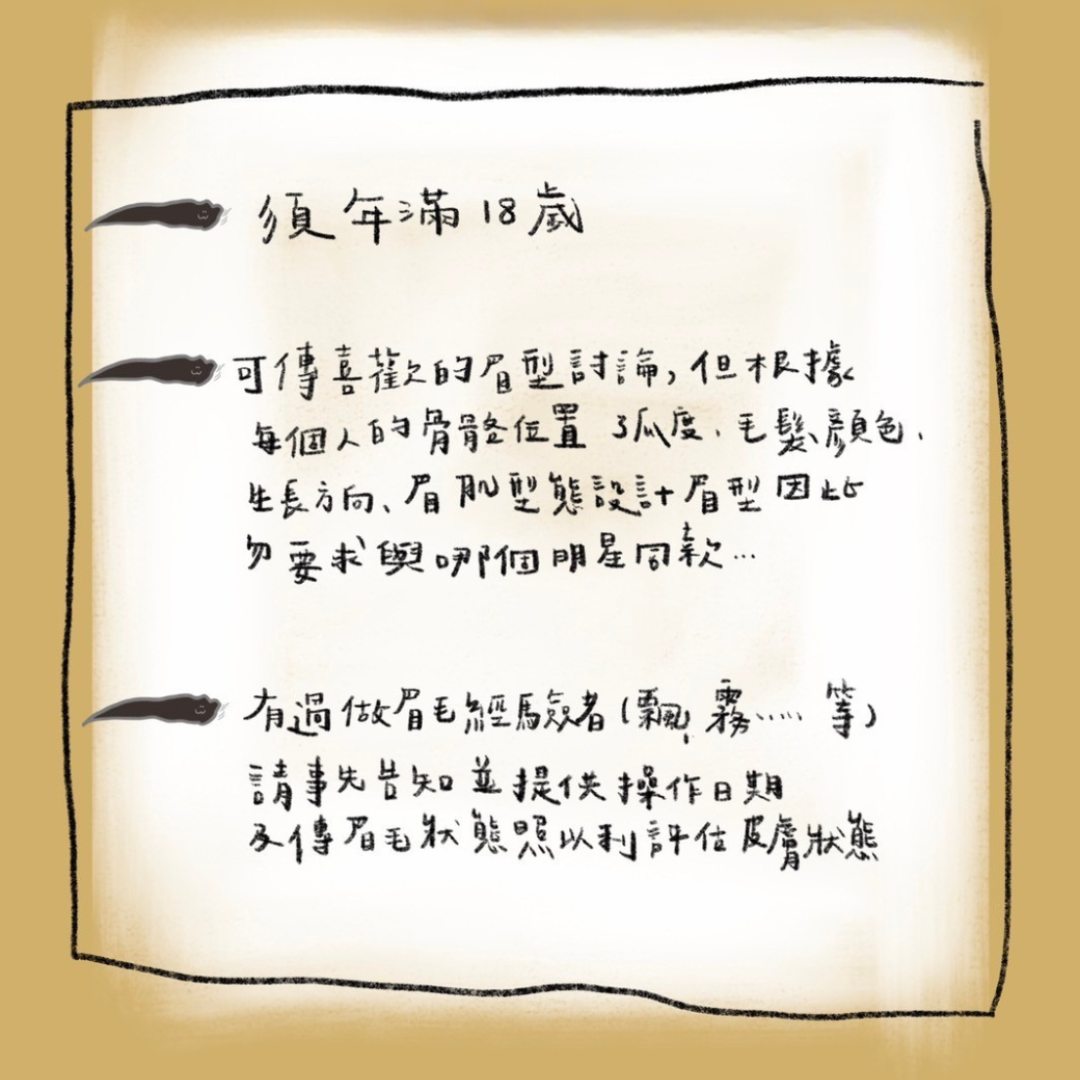 須年滿18歲
可傳喜歡的眉型討論,但根據
每個人的骨骼位置 弧度、毛髮顏色、
生長方向、眉肌型態設計眉型因此
勿要求與哪個明星同款...
有過做眉毛經驗者(飄,霧.....等)
請事先告知並提供操作日期
及傳眉毛狀態照以利評估皮膚狀態